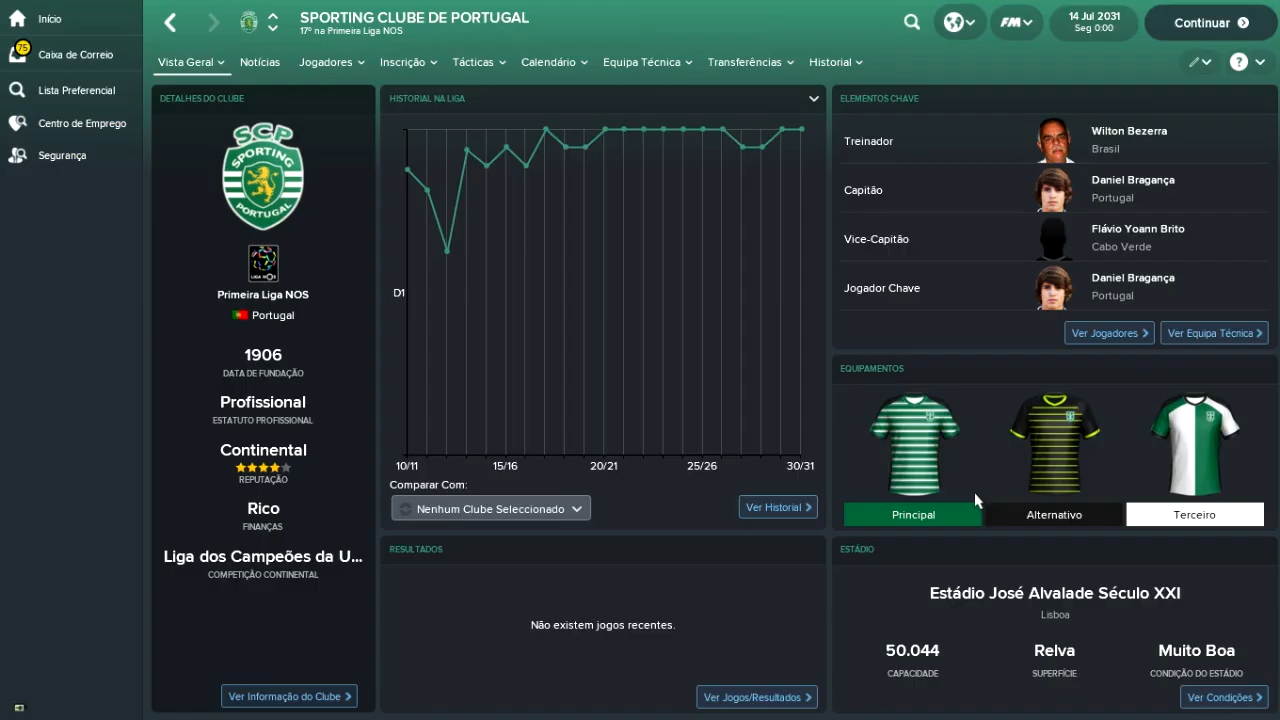 Início
75
Caixa de Correio
Lista Preferencial
Centro de Emprego
Segurança
SPORTING CLUBE DE PORTUGAL
17º na Primeira Liga NOS
FM
14 Jul 2031
Seg 0:00
Continuar
Vista Geral
Notícias
Jogadores
Inscrição
Tácticas
Calendário
Equipa Técnica
Transferências
Historial
?
DETALHES DO CLUBE
SCP
SPORTING
PORTUGAL
LIGA NOS
Primeira Liga NOS
Portugal
1906
DATA DE FUNDAÇÃO
Profissional
ESTATUTO PROFISSIONAL
Continental
REPUTAÇÃO
Rico
FINANÇAS
Liga dos Campeões da U...
COMPETIÇÃO CONTINENTAL
Ver Informação do Clube
HISTORIAL NA LIGA
D1
10/11
15/16
20/21
25/26
30/31
Comparar Com:
Nenhum Clube Seleccionado
Ver Historial
RESULTADOS
Não existem jogos recentes.
Ver Jogos/Resultados
ELEMENTOS CHAVE
Treinador
Wilton Bezerra
Brasil
Capitão
Daniel Bragança
Portugal
Vice-Capitão
Flávio Yoann Brito
Cabo Verde
Jogador Chave
Daniel Bragança
Portugal
Ver Jogadores
Ver Equipa Técnica
EQUIPAMENTOS
Principal
Alternativo
Terceiro
ESTÁDIO
Estádio José Alvalade Século XXI
Lisboa
50.044
CAPACIDADE
Relva
SUPERFÍCIE
Muito Boa
CONDIÇÃO DO ESTÁDIO
Ver Condições